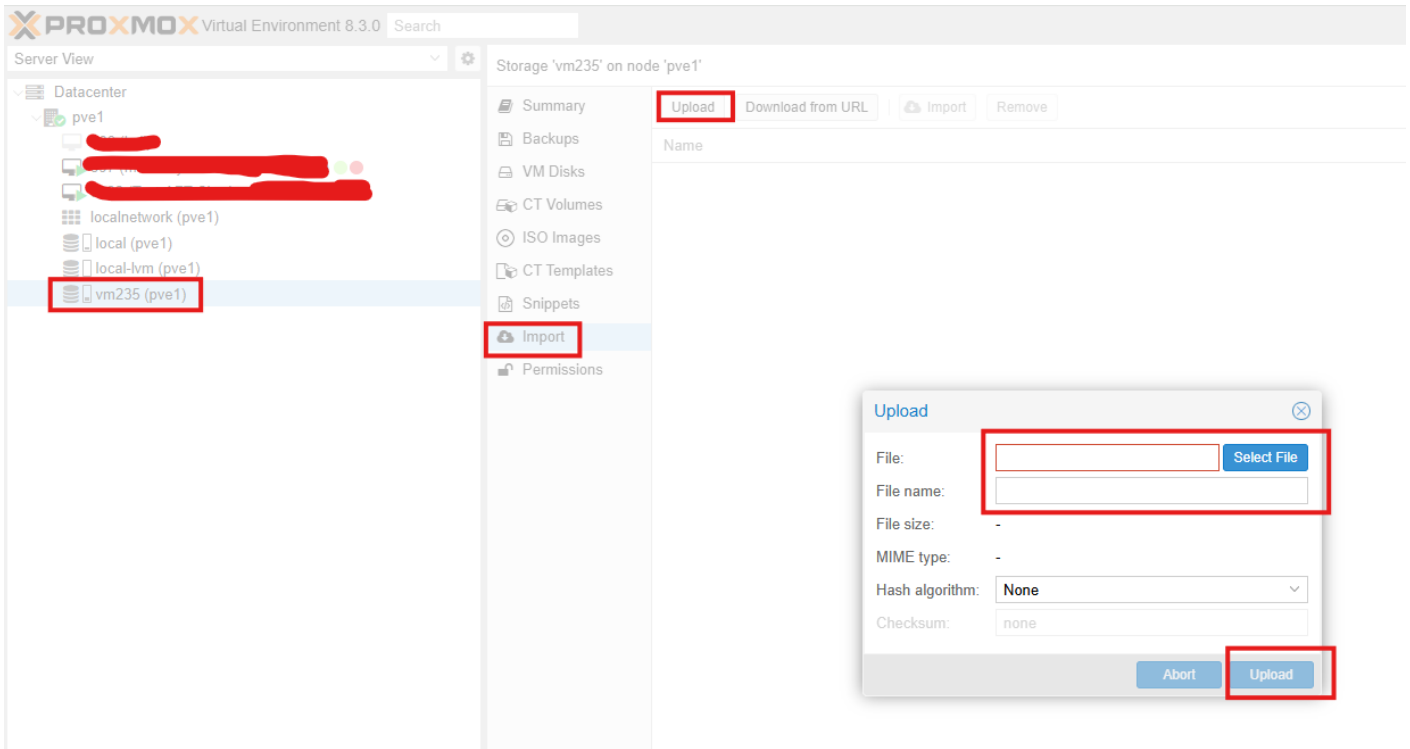 PROXMOX Virtual Environment 8.3.0 Search
Server View
Storage 'vm235' on node 'pve1'
Datacenter
pve1
localnetwork (pve1)
local (pve1)
local-lvm (pve1)
vm235 (pve1)
Summary
Backups
VM Disks
CT Volumes
ISO Images
CT Templates
Snippets
Import
Permissions
Upload Download from URL Import Remove
Name
Upload
File: Select File
File name:
File size: -
MIME type: -
Hash algorithm: None
Checksum: none
Abort Upload